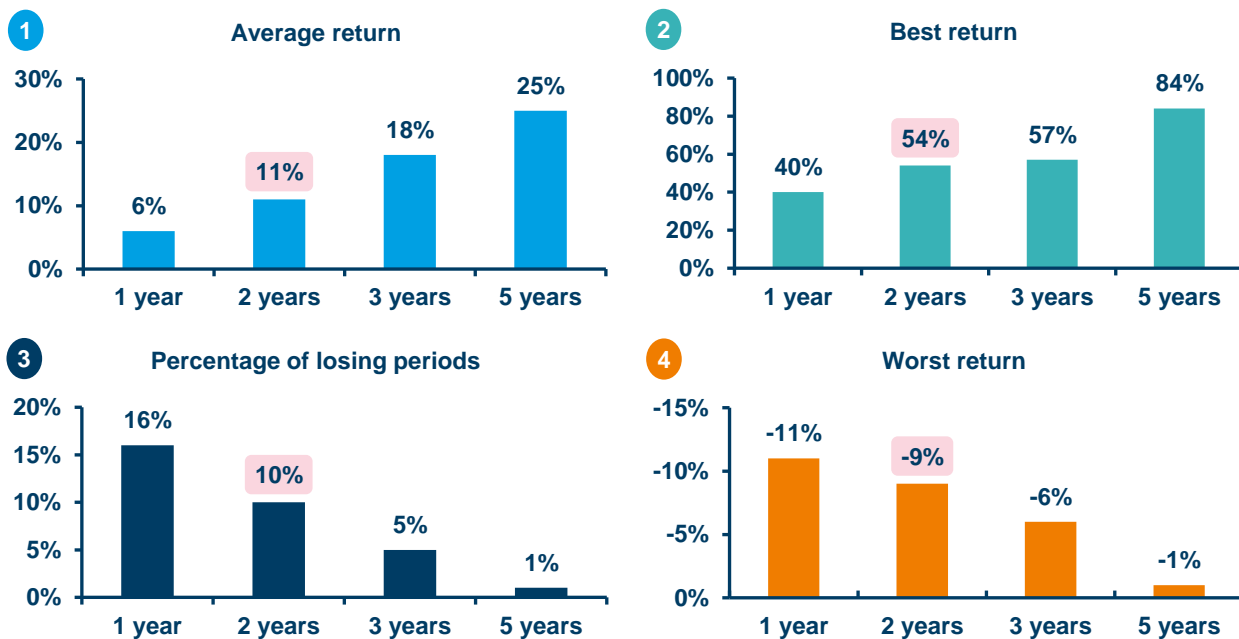 1
Average return
30%
20%
10%
0%
6%
11%
18%
25%
1 year
2 years
3 years
5 years
2
Best return
100%
80%
60%
40%
20%
0%
40%
54%
57%
84%
1 year
2 years
3 years
5 years
3
Percentage of losing periods
20%
15%
10%
5%
0%
16%
10%
5%
1%
1 year
2 years
3 years
5 years
4
Worst return
-15%
-10%
-5%
0%
-11%
-9%
-6%
-1%
1 year
2 years
3 years
5 years